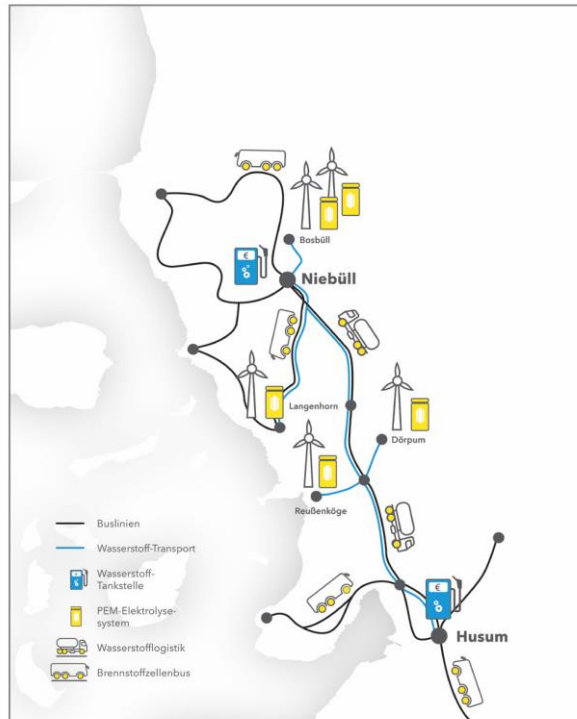 Bosbüll
€
Niebüll
Langenhorn
Dörpum
Reußenköge
€
Husum
Buslinien
Wasserstoff-Transport
€
Wasserstoff-
Tankstelle
PEM-Elektrolyse-
system
Wasserstofflogistik
Brennstoffzellenbus